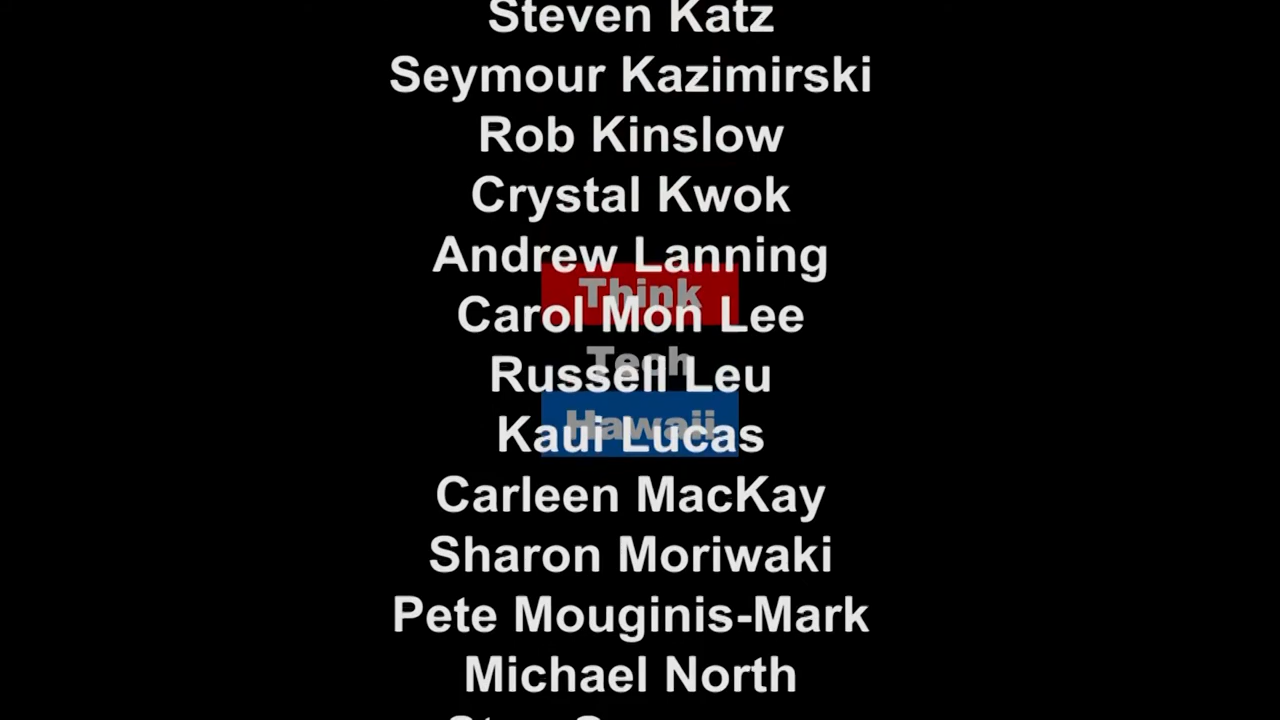 Steven Katz
Seymour Kazimirski
Rob Kinslow
Crystal Kwok
Andrew Lanning
Think
Carol Mon Lee
Tech
Russell Leu
Hawaii
Kaui Lucas
Carleen MacKay
Sharon Moriwaki
Pete Mouginis-Mark
Michael North